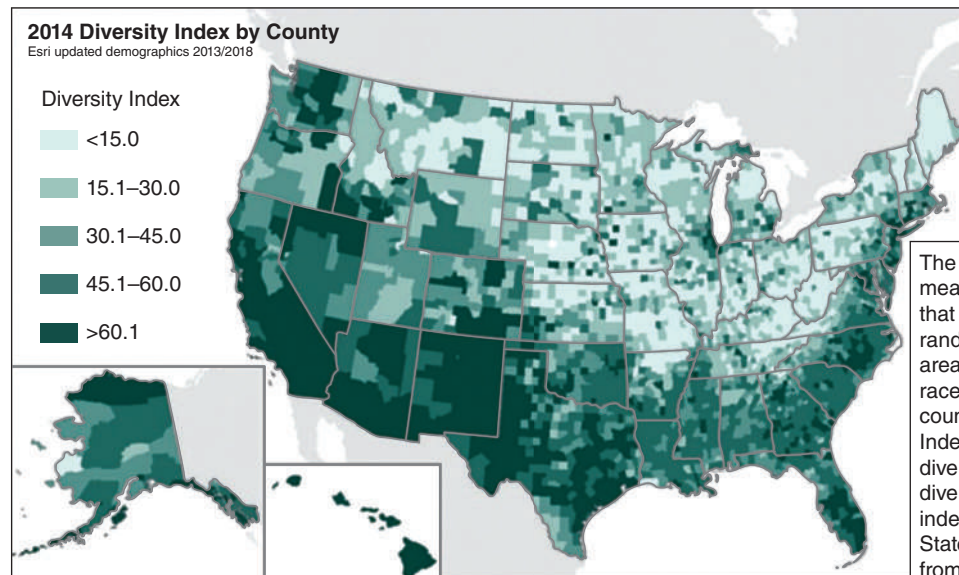 2014 Diversity Index by County
Esri updated demographics 2013/2018
Diversity Index
<15.0
15.1–30.0
30.1–45.0
45.1–60.0
>60.1
The
mea
that
rand
area
race
coun
Inde
dive
dive
inde
State
from